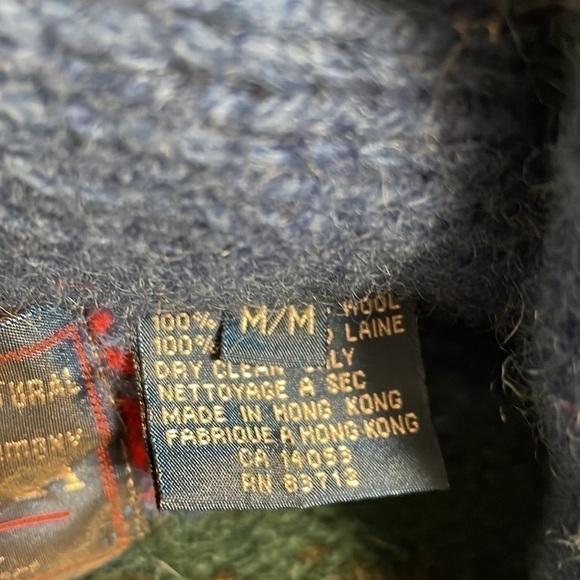 TURAL
M/M
100% WOOL
100% LAINE
DRY CLEAN ONLY
NETTOYAGE A SEC
MADE IN HONG KONG
FABRIQUE A HONG KONG
CA 14053
RN 83712